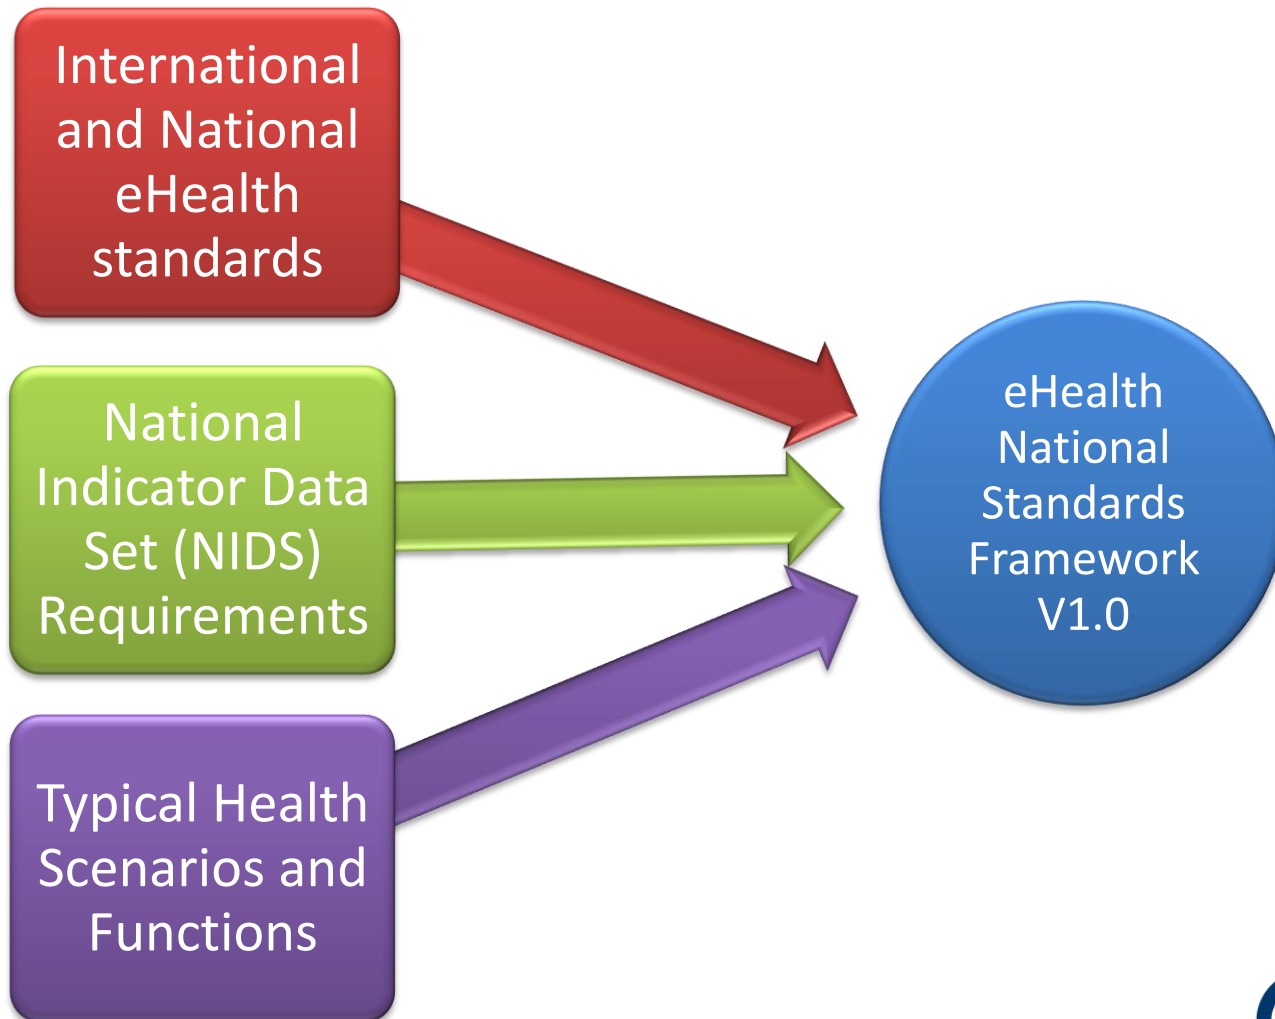 International
and National
eHealth
standards
National
Indicator Data
Set (NIDS)
Requirements
Typical Health
Scenarios and
Functions
eHealth
National
Standards
Framework
V1.0